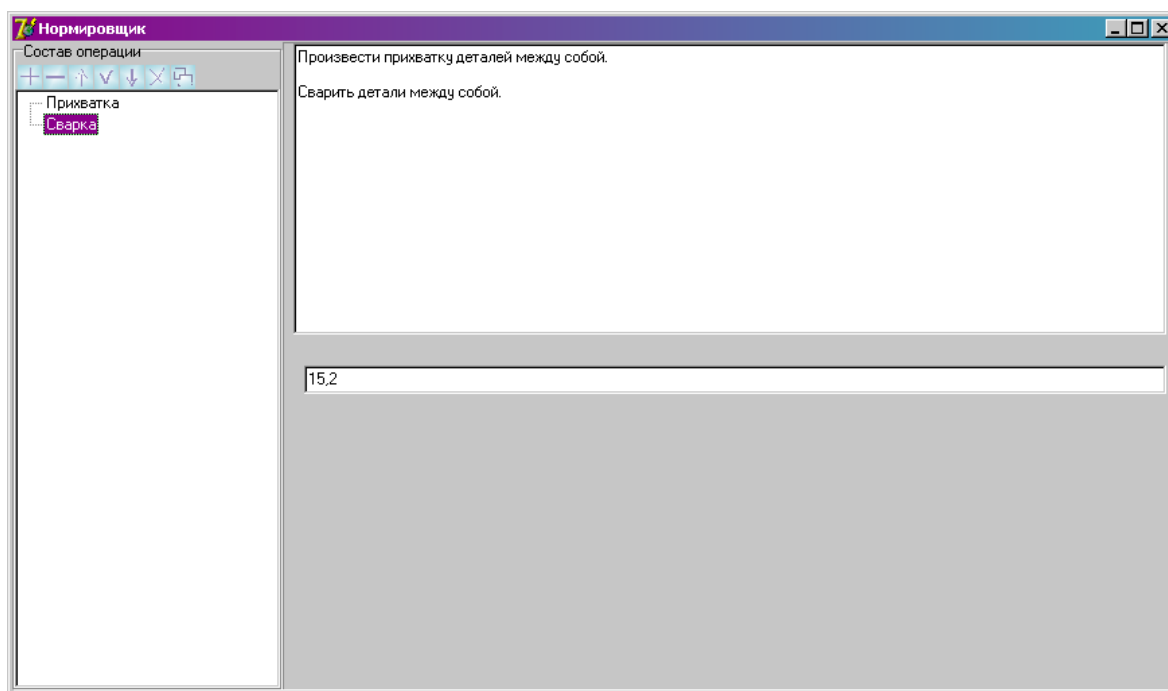 Нормировщик
Состав операции
Прихватка
Сварка
Произвести прихватку деталей между собой.
Сварить детали между собой.
15,2